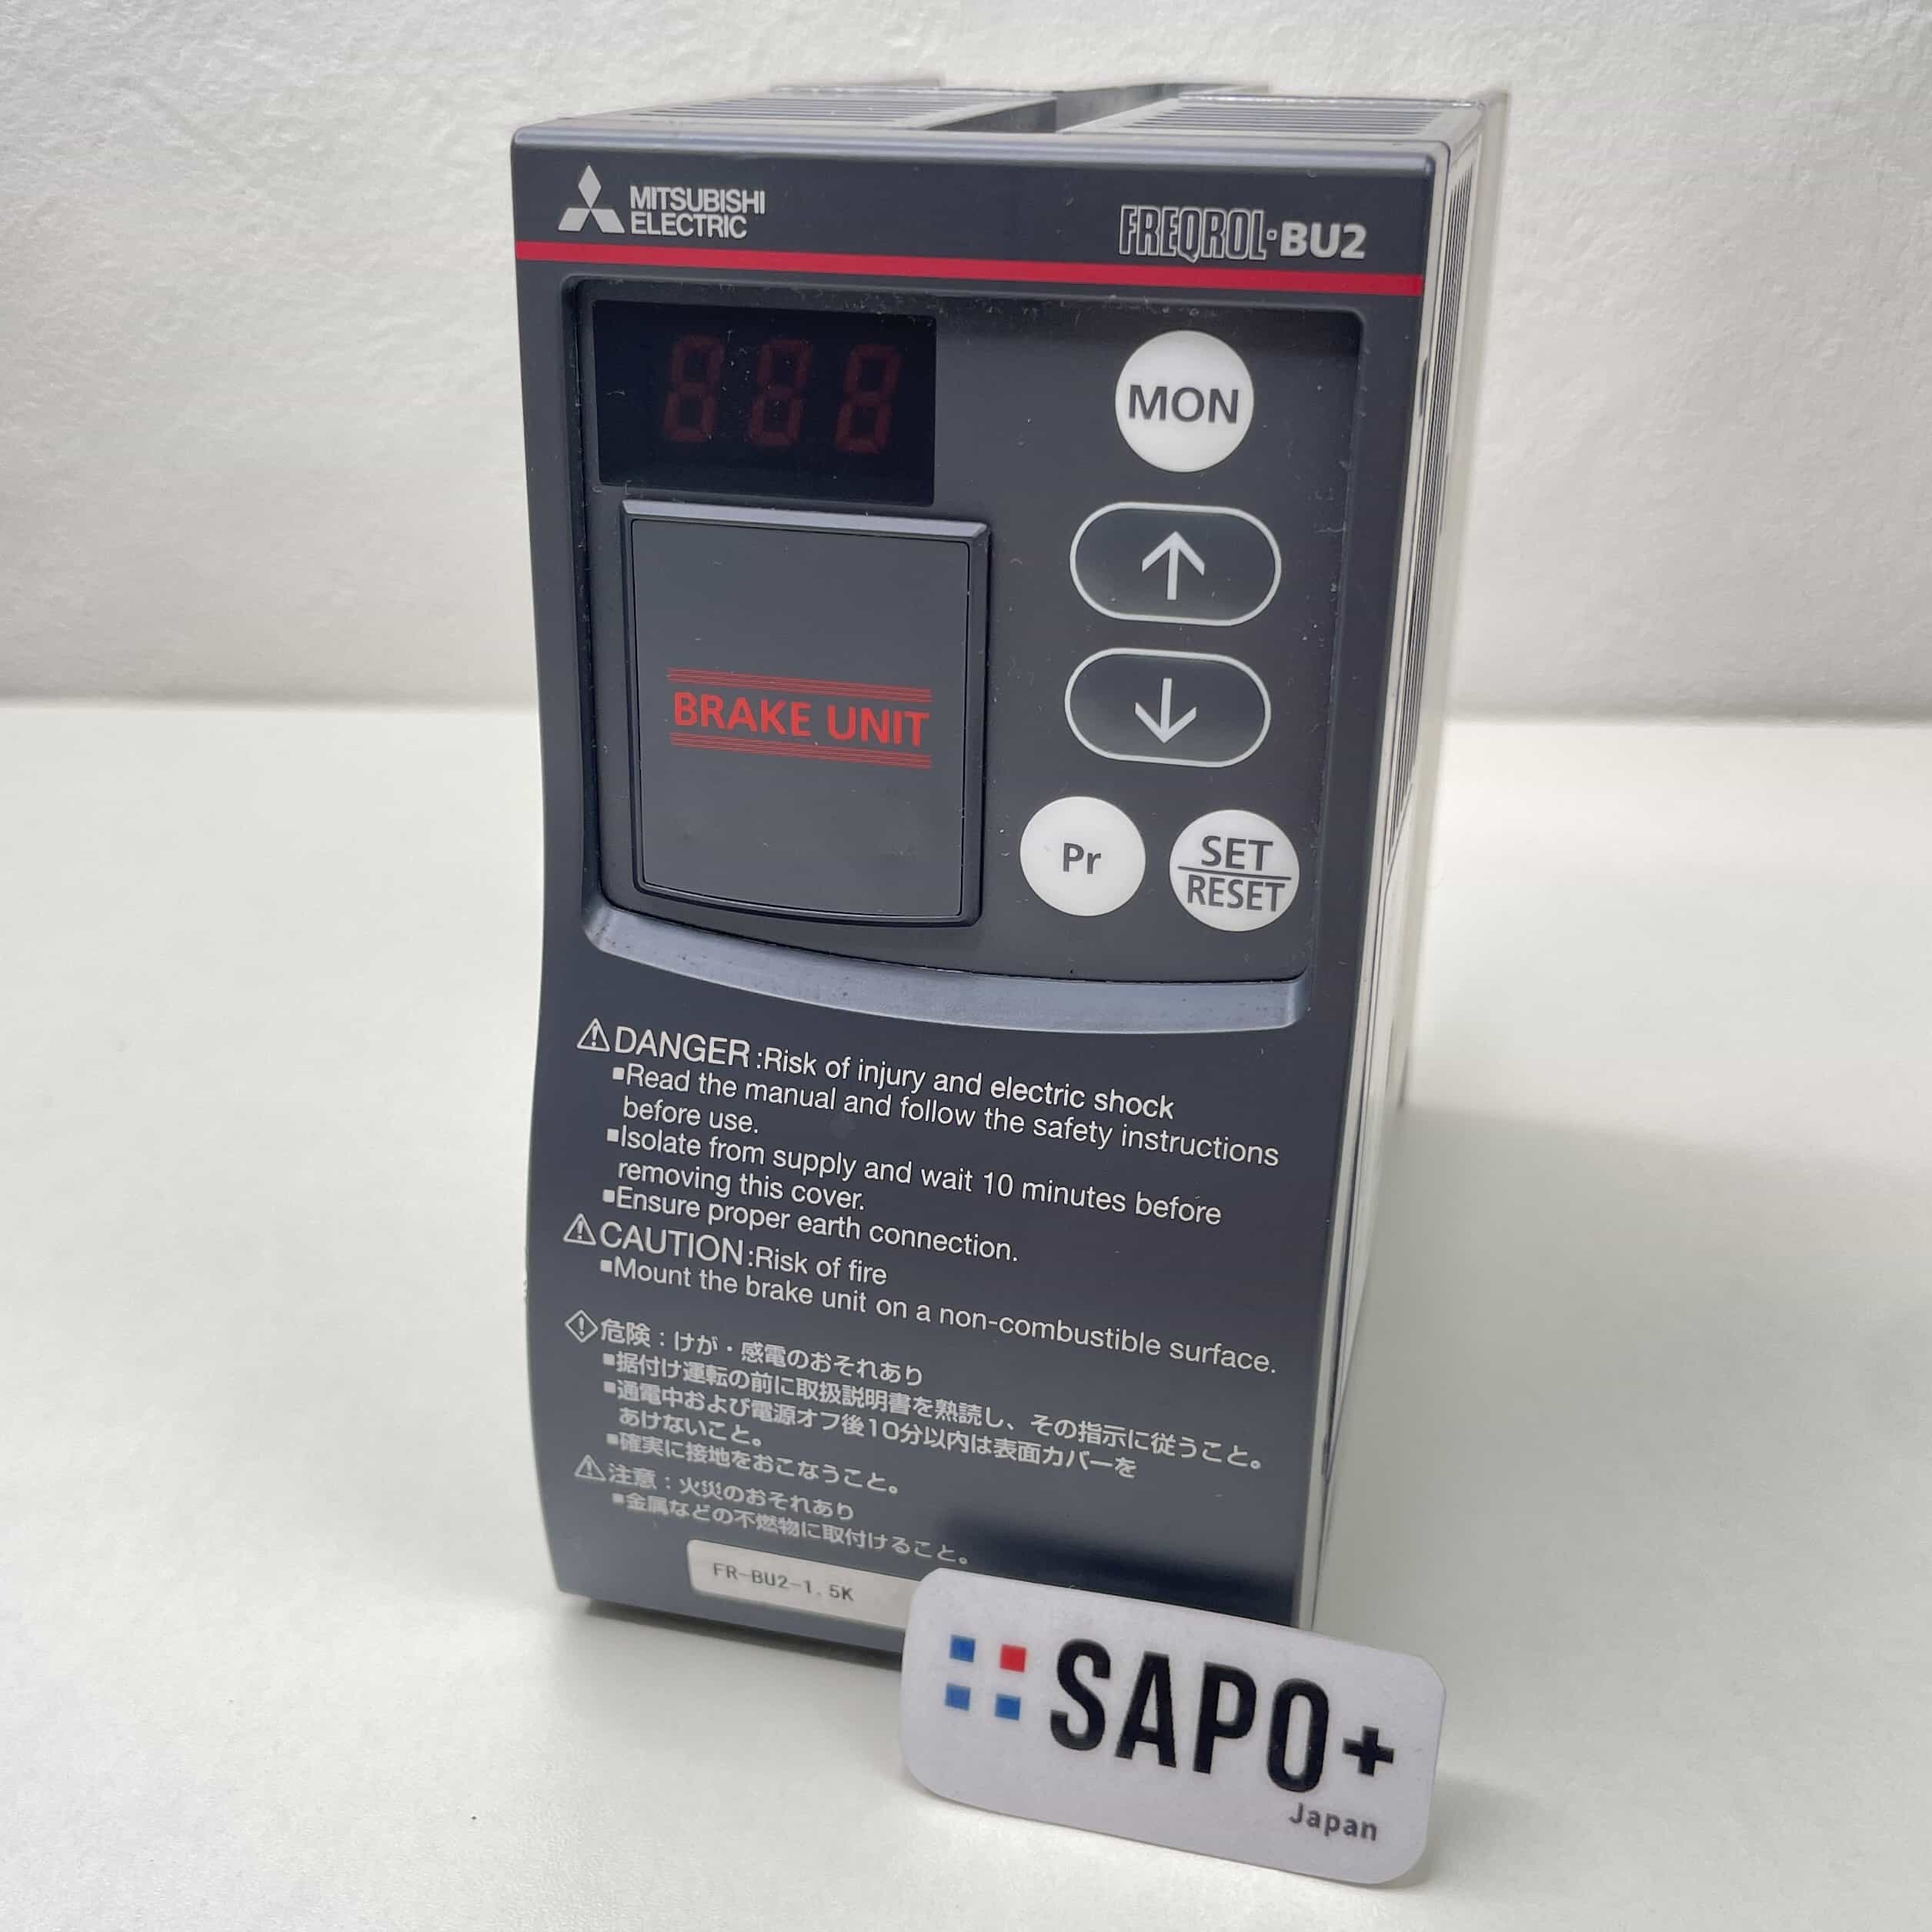 MITSUBISHI
ELECTRIC
FREQROL-BU2
888
MON
↑
↓
BRAKE UNIT
Pr
SET
RESET
⚠DANGER:Risk of injury and electric shock
■Read the manual and follow the safety instructions
before use.
■Isolate from supply and wait 10 minutes before
removing this cover.
■Ensure proper earth connection.
⚠CAUTION:Risk of fire
■Mount the brake unit on a non-combustible surface.
危険：けが・感電のおそれあり
■据付け運転の前に取扱説明書を熟読し、その指示に従うこと。
■通電中および電源オフ後10分以内は表面カバーを
あけないこと。
■確実に接地をおこなうこと。
⚠注意：火災のおそれあり
■金属などの不燃物に取付けること。
FR-BU2-1.5K
SAPO+
Japan